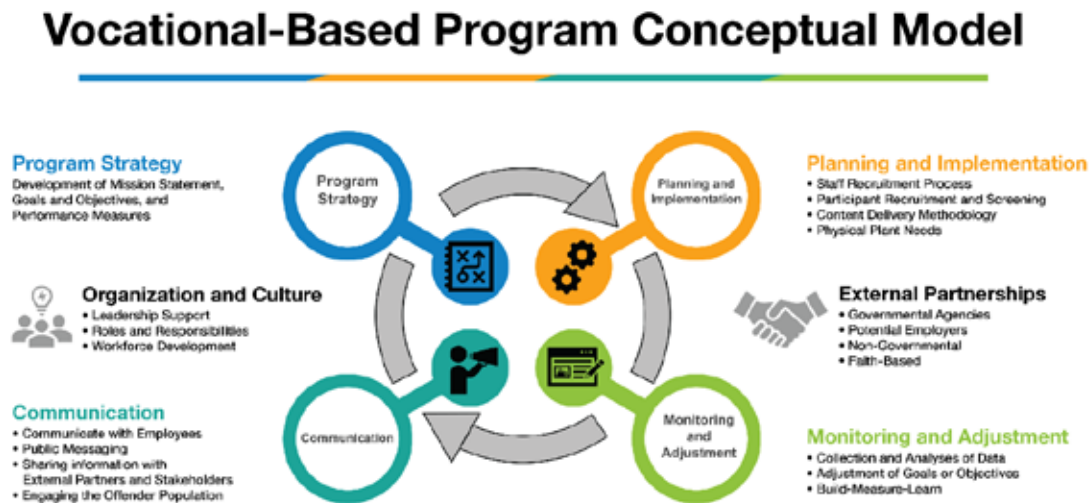 Vocational-Based Program Conceptual Model
Program Strategy
Development of Mission Statement,
Goals and Objectives, and
Performance Measures
Organization and Culture
• Leadership Support
• Roles and Responsibilities
• Workforce Development
Communication
• Communicate with Employees
• Public Messaging
• Sharing information with
External Partners and Stakeholders
• Engaging the Offender Population
Program
Strategy
Planning and
Implementation
Communication
Monitoring
and
Adjustment
Planning and Implementation
• Staff Recruitment Process
• Participant Recruitment and Screening
• Content Delivery Methodology
• Physical Plant Needs
External Partnerships
• Governmental Agencies
• Potential Employers
• Non-Governmental
• Faith-Based
Monitoring and Adjustment
• Collection and Analyses of Data
• Adjustment of Goals or Objectives
• Build-Measure-Learn